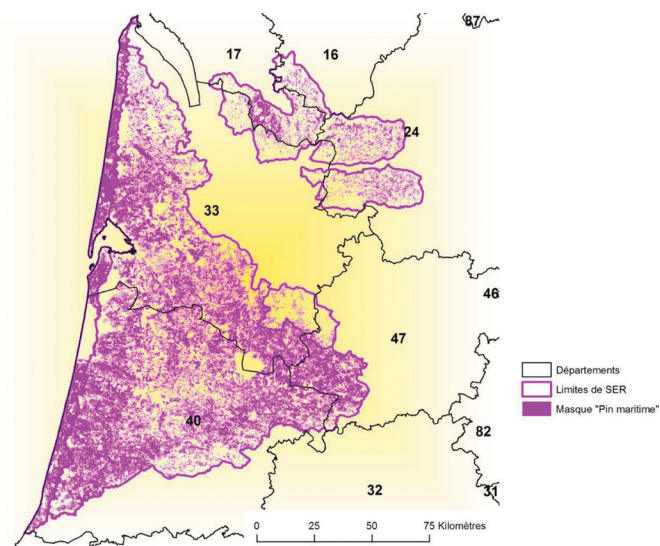 87
17
16
24
33
46
47
40
82
32
31
Départements
Limites de SER
Masque "Pin maritime"
0 25 50 75 Kilomètres